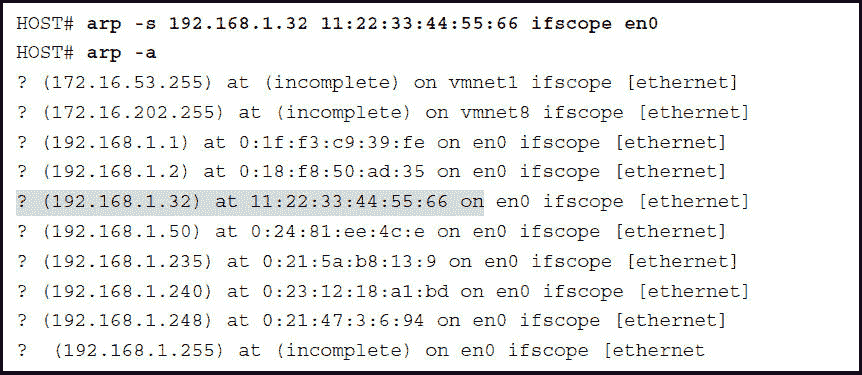 HOST# arp -s 192.168.1.32 11:22:33:44:55:66 ifscope en0
HOST# arp -a
? (172.16.53.255) at (incomplete) on vmnet1 ifscope [ethernet]
? (172.16.202.255) at (incomplete) on vmnet8 ifscope [ethernet]
? (192.168.1.1) at 0:1f:f3:c9:39:fe on en0 ifscope [ethernet]
? (192.168.1.2) at 0:18:f8:50:ad:35 on en0 ifscope [ethernet]
? (192.168.1.32) at 11:22:33:44:55:66 on en0 ifscope [ethernet]
? (192.168.1.50) at 0:24:81:ee:4c:e on en0 ifscope [ethernet]
? (192.168.1.235) at 0:21:5a:b8:13:9 on en0 ifscope [ethernet]
? (192.168.1.240) at 0:23:12:18:a1:bd on en0 ifscope [ethernet]
? (192.168.1.248) at 0:21:47:3:6:94 on en0 ifscope [ethernet]
?  (192.168.1.255) at (incomplete) on en0 ifscope [ethernet